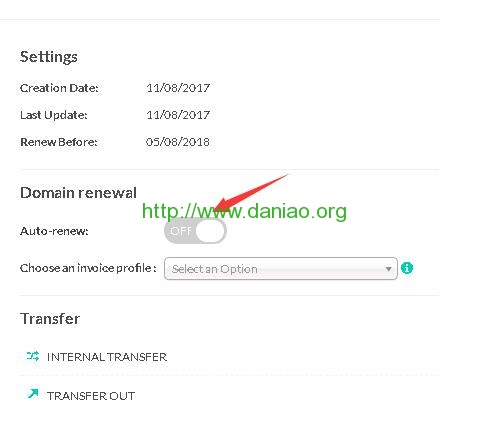 Settings
Creation Date: 11/08/2017
Last Update: 11/08/2017
Renew Before: 05/08/2018
Domain renewal
http://www.daniao.org
Auto-renew: OFF
Choose an invoice profile : Select an Option
Transfer
INTERNAL TRANSFER
TRANSFER OUT